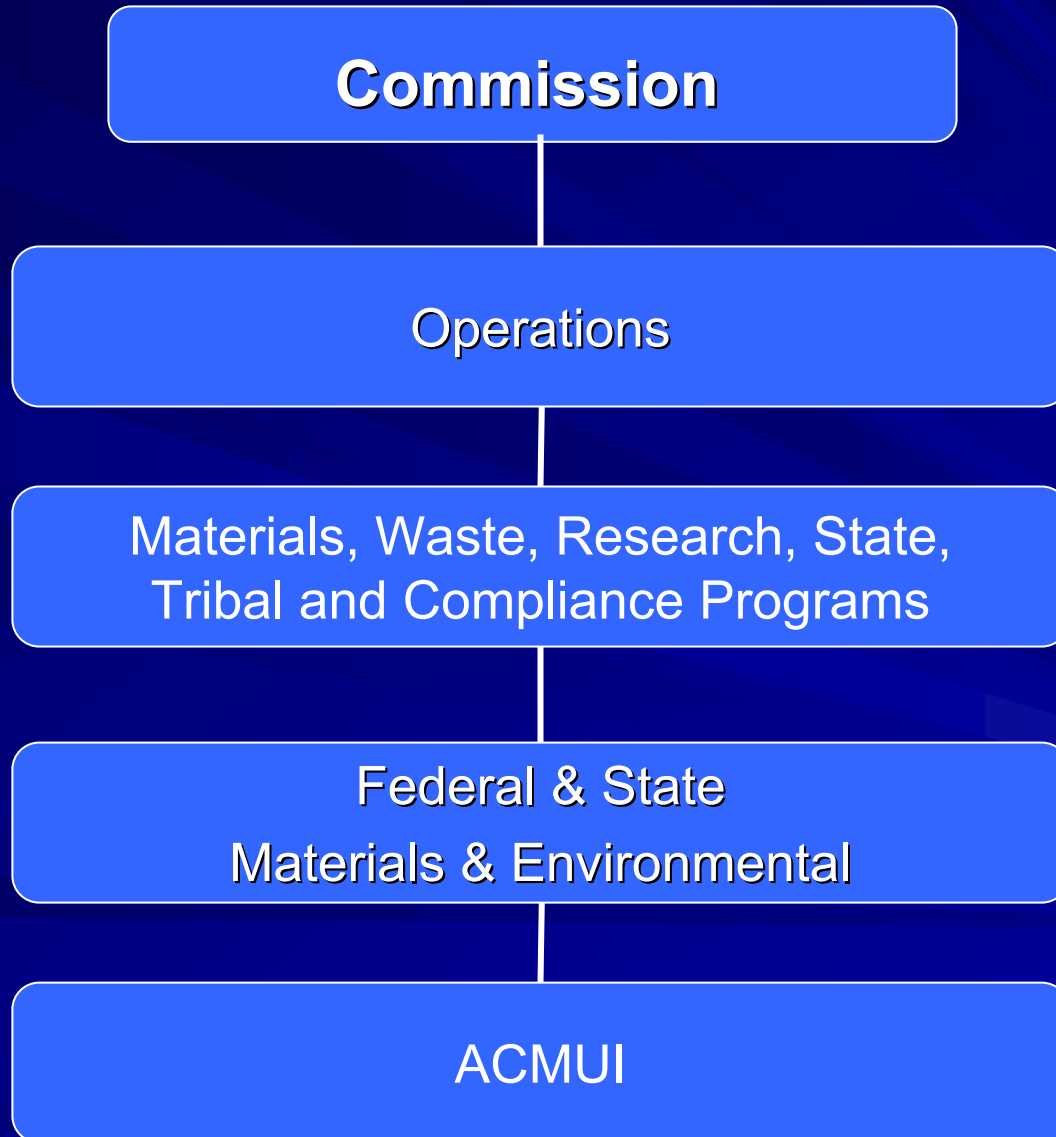 Commission
Operations
Materials, Waste, Research, State,
Tribal and Compliance Programs
Federal & State
Materials & Environmental
ACMUI